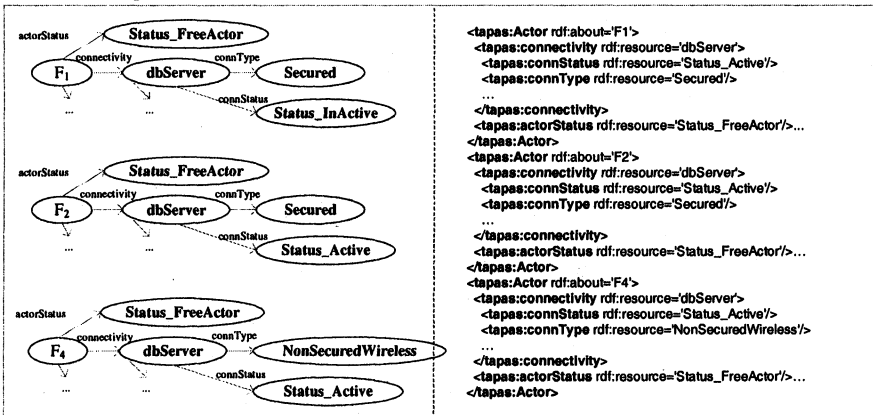 actorStatus
Status_FreeActor
connectivity
connType
F1
dbServer
Secured
connStatus
...
...
Status_InActive
actorStatus
Status_FreeActor
connectivity
connType
F2
dbServer
Secured
connStatus
...
...
Status_Active
actorStatus
Status_FreeActor
connectivity
connType
F4
dbServer
NonSecuredWireless
connStatus
...
...
Status_Active
<tapas:Actor rdf:about='F1'>
<tapas:connectivity rdf:resource='dbServer'>
<tapas:connStatus rdf:resource='Status_Active'/>
<tapas:connType rdf:resource='Secured'/>
...
</tapas:connectivity>
<tapas:actorStatus rdf:resource='Status_FreeActor'/>...
</tapas:Actor>
<tapas:Actor rdf:about='F2'>
<tapas:connectivity rdf:resource='dbServer'>
<tapas:connStatus rdf:resource='Status_Active'/>
<tapas:connType rdf:resource='Secured'/>
...
</tapas:connectivity>
<tapas:actorStatus rdf:resource='Status_FreeActor'/>...
</tapas:Actor>
<tapas:Actor rdf:about='F4'>
<tapas:connectivity rdf:resource='dbServer'>
<tapas:connStatus rdf:resource='Status_Active'/>
<tapas:connType rdf:resource='NonSecuredWireless'/>
...
</tapas:connectivity>
<tapas:actorStatus rdf:resource='Status_FreeActor'/>...
</tapas:Actor>